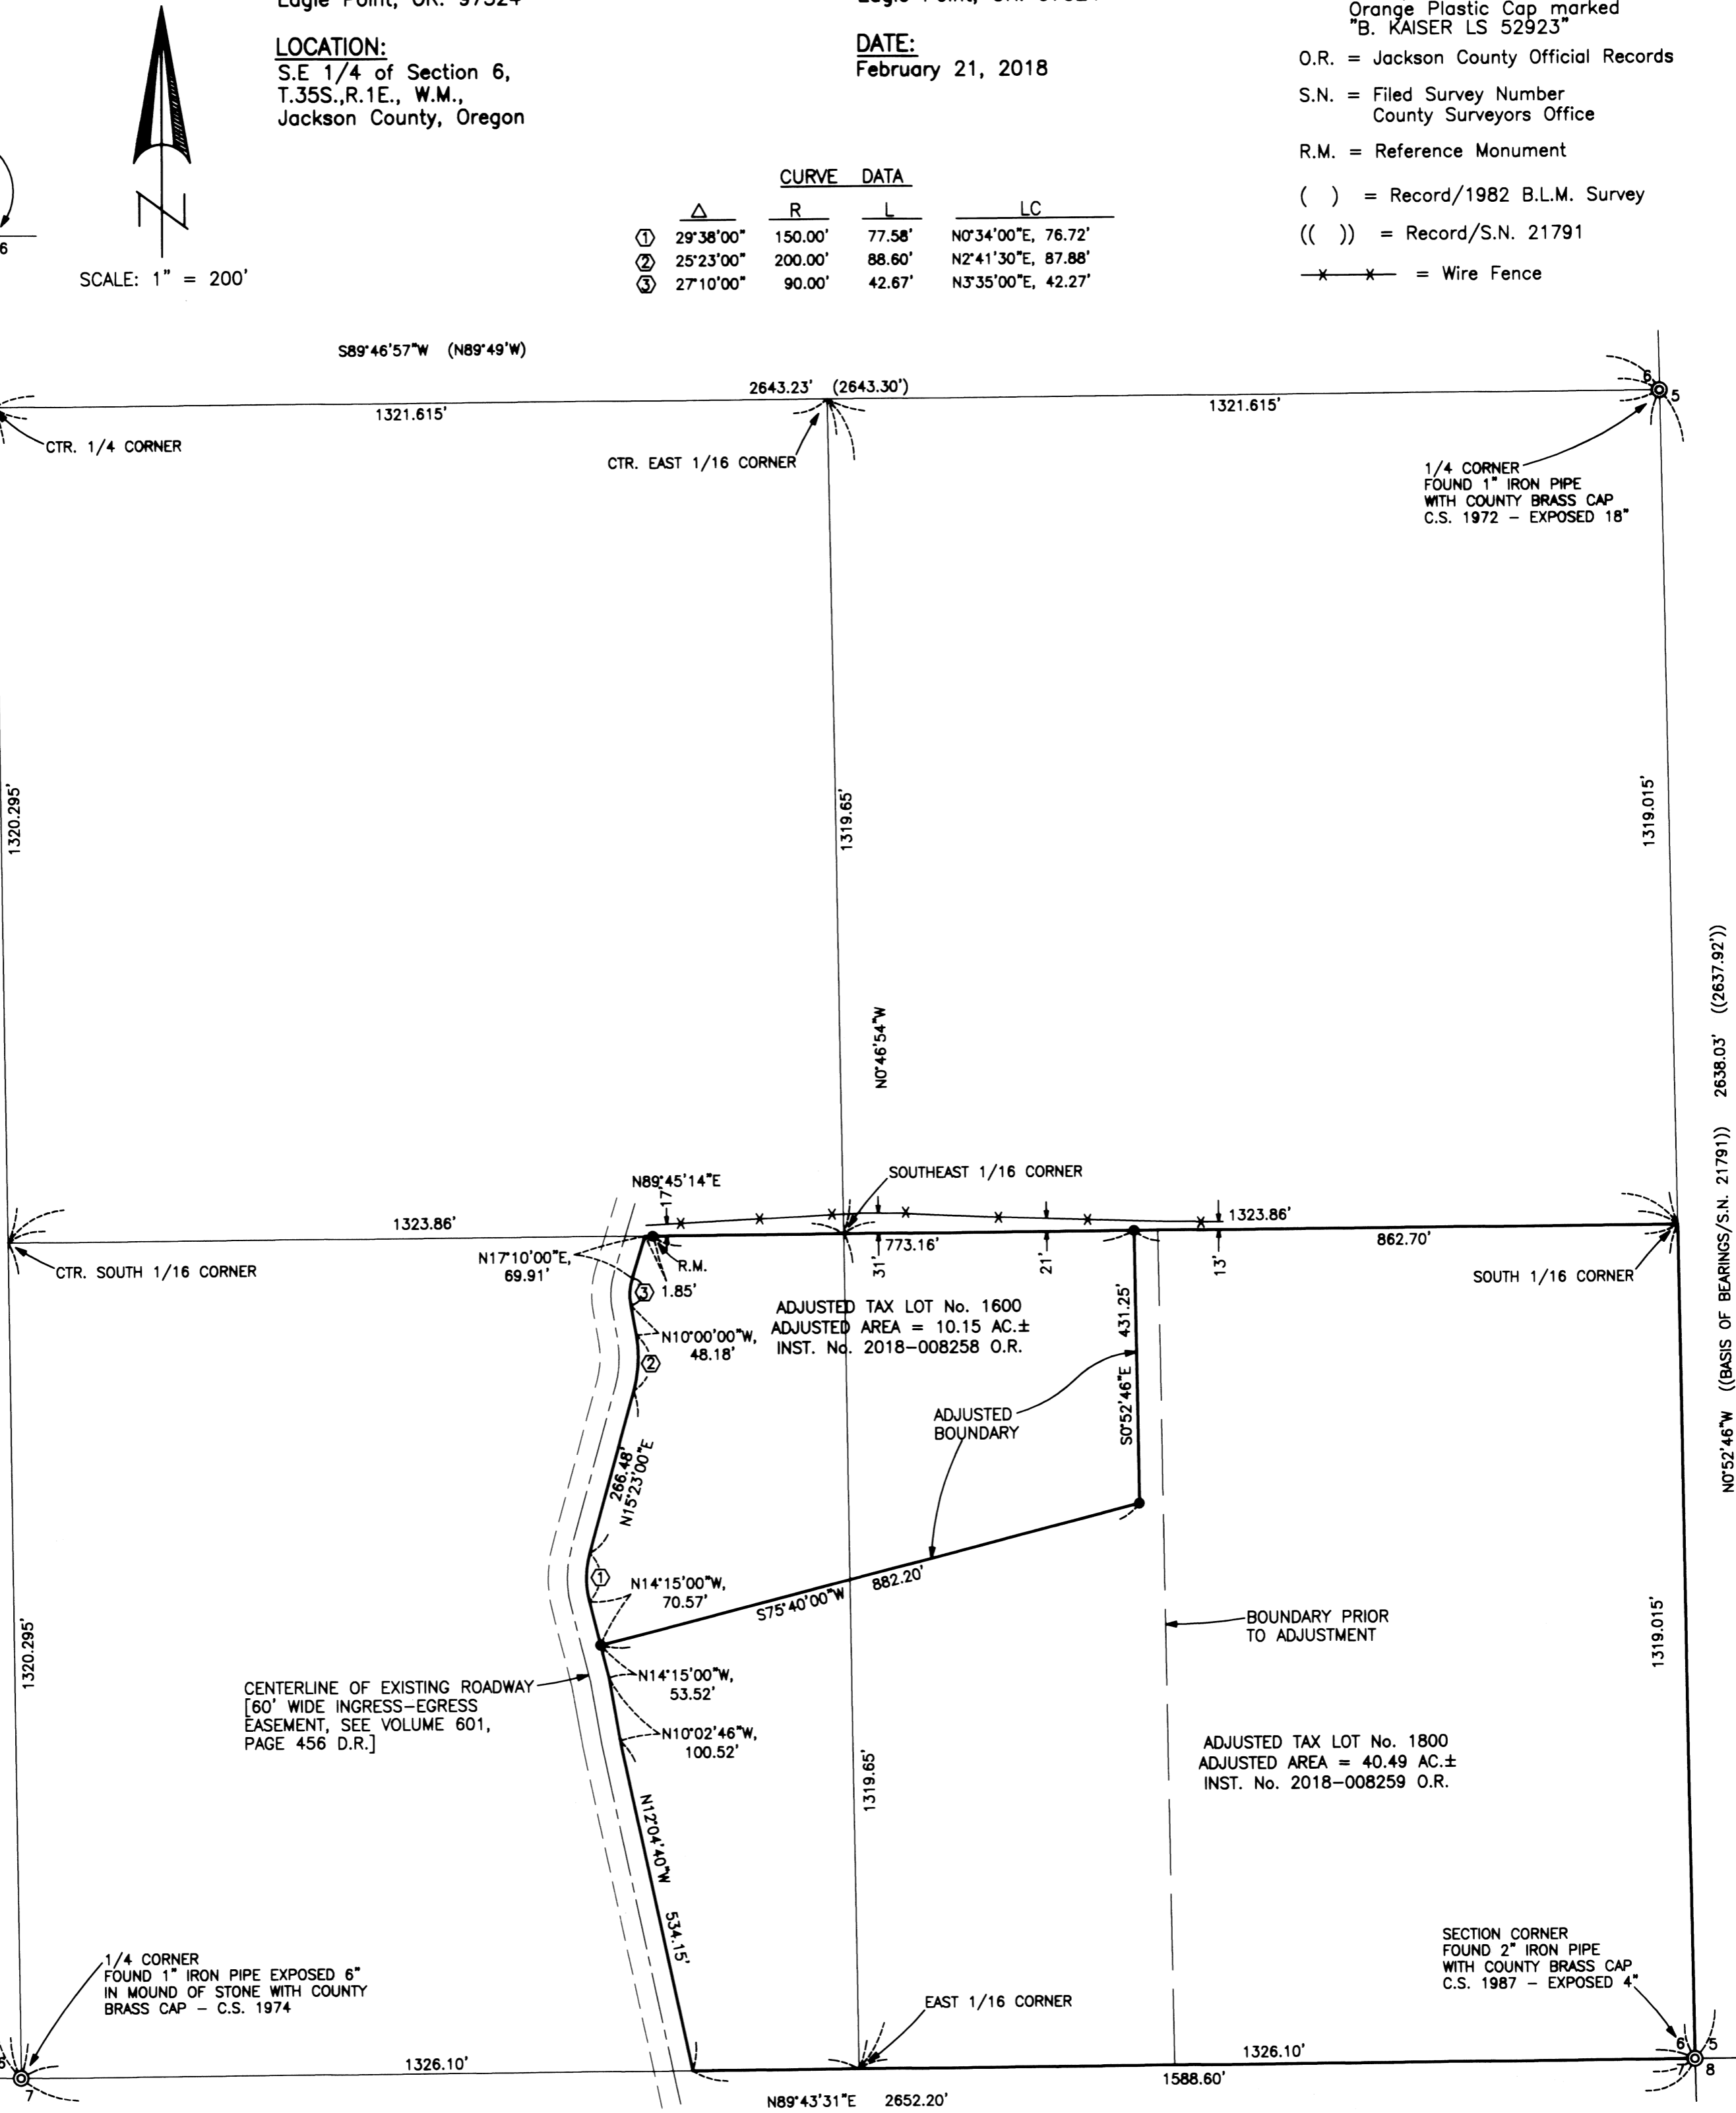 Eagle Point, OR. 97524
LOCATION:
S.E 1/4 of Section 6,
T.35S.,R.1E., W.M.,
Jackson County, Oregon
DATE:
February 21, 2018
Orange Plastic Cap marked
"B. KAISER LS 52923"
O.R. = Jackson County Official Records
S.N. = Filed Survey Number
County Surveyors Office
R.M. = Reference Monument
( ) = Record/1982 B.L.M. Survey
(( )) = Record/S.N. 21791
x x = Wire Fence
N
6
SCALE: 1" = 200'
CURVE DATA
△ R L LC
1 29°38'00" 150.00' 77.58' N0°34'00"E, 76.72'
2 25°23'00" 200.00' 88.60' N2°41'30"E, 87.88'
3 27°10'00" 90.00' 42.67' N3°35'00"E, 42.27'
S89°46'57"W (N89°49'W)
2643.23' (2643.30')
1321.615'
1321.615'
6
5
CTR. 1/4 CORNER
CTR. EAST 1/16 CORNER
1/4 CORNER
FOUND 1" IRON PIPE
WITH COUNTY BRASS CAP
C.S. 1972 – EXPOSED 18"
1320.295'
1319.65'
1319.015'
N0°46'54"W
N0°52'46"W ((BASIS OF BEARINGS/S.N. 21791)) 2638.03' ((2637.92'))
SOUTHEAST 1/16 CORNER
N89°45'14"E
17'
1323.86'
1323.86'
773.16'
862.70'
31'
21'
13'
CTR. SOUTH 1/16 CORNER
N17°10'00"E,
69.91'
R.M.
1.85'
3
SOUTH 1/16 CORNER
ADJUSTED TAX LOT No. 1600
ADJUSTED AREA = 10.15 AC.±
INST. No. 2018–008258 O.R.
N10°00'00"W,
48.18'
2
S0°52'46"E 431.25'
ADJUSTED
BOUNDARY
266.48'
N15°23'00"E
1
N14°15'00"W,
70.57'
S75°40'00"W 882.20'
BOUNDARY PRIOR
TO ADJUSTMENT
1320.295'
1319.015'
N14°15'00"W,
53.52'
CENTERLINE OF EXISTING ROADWAY
[60' WIDE INGRESS–EGRESS
EASEMENT, SEE VOLUME 601,
PAGE 456 D.R.]
N10°02'46"W,
100.52'
1319.65'
ADJUSTED TAX LOT No. 1800
ADJUSTED AREA = 40.49 AC.±
INST. No. 2018–008259 O.R.
N12°04'40"W 534.15'
1/4 CORNER
FOUND 1" IRON PIPE EXPOSED 6"
IN MOUND OF STONE WITH COUNTY
BRASS CAP – C.S. 1974
SECTION CORNER
FOUND 2" IRON PIPE
WITH COUNTY BRASS CAP
C.S. 1987 – EXPOSED 4"
EAST 1/16 CORNER
7
1326.10'
1326.10'
1588.60'
6
5
7
8
N89°43'31"E 2652.20'